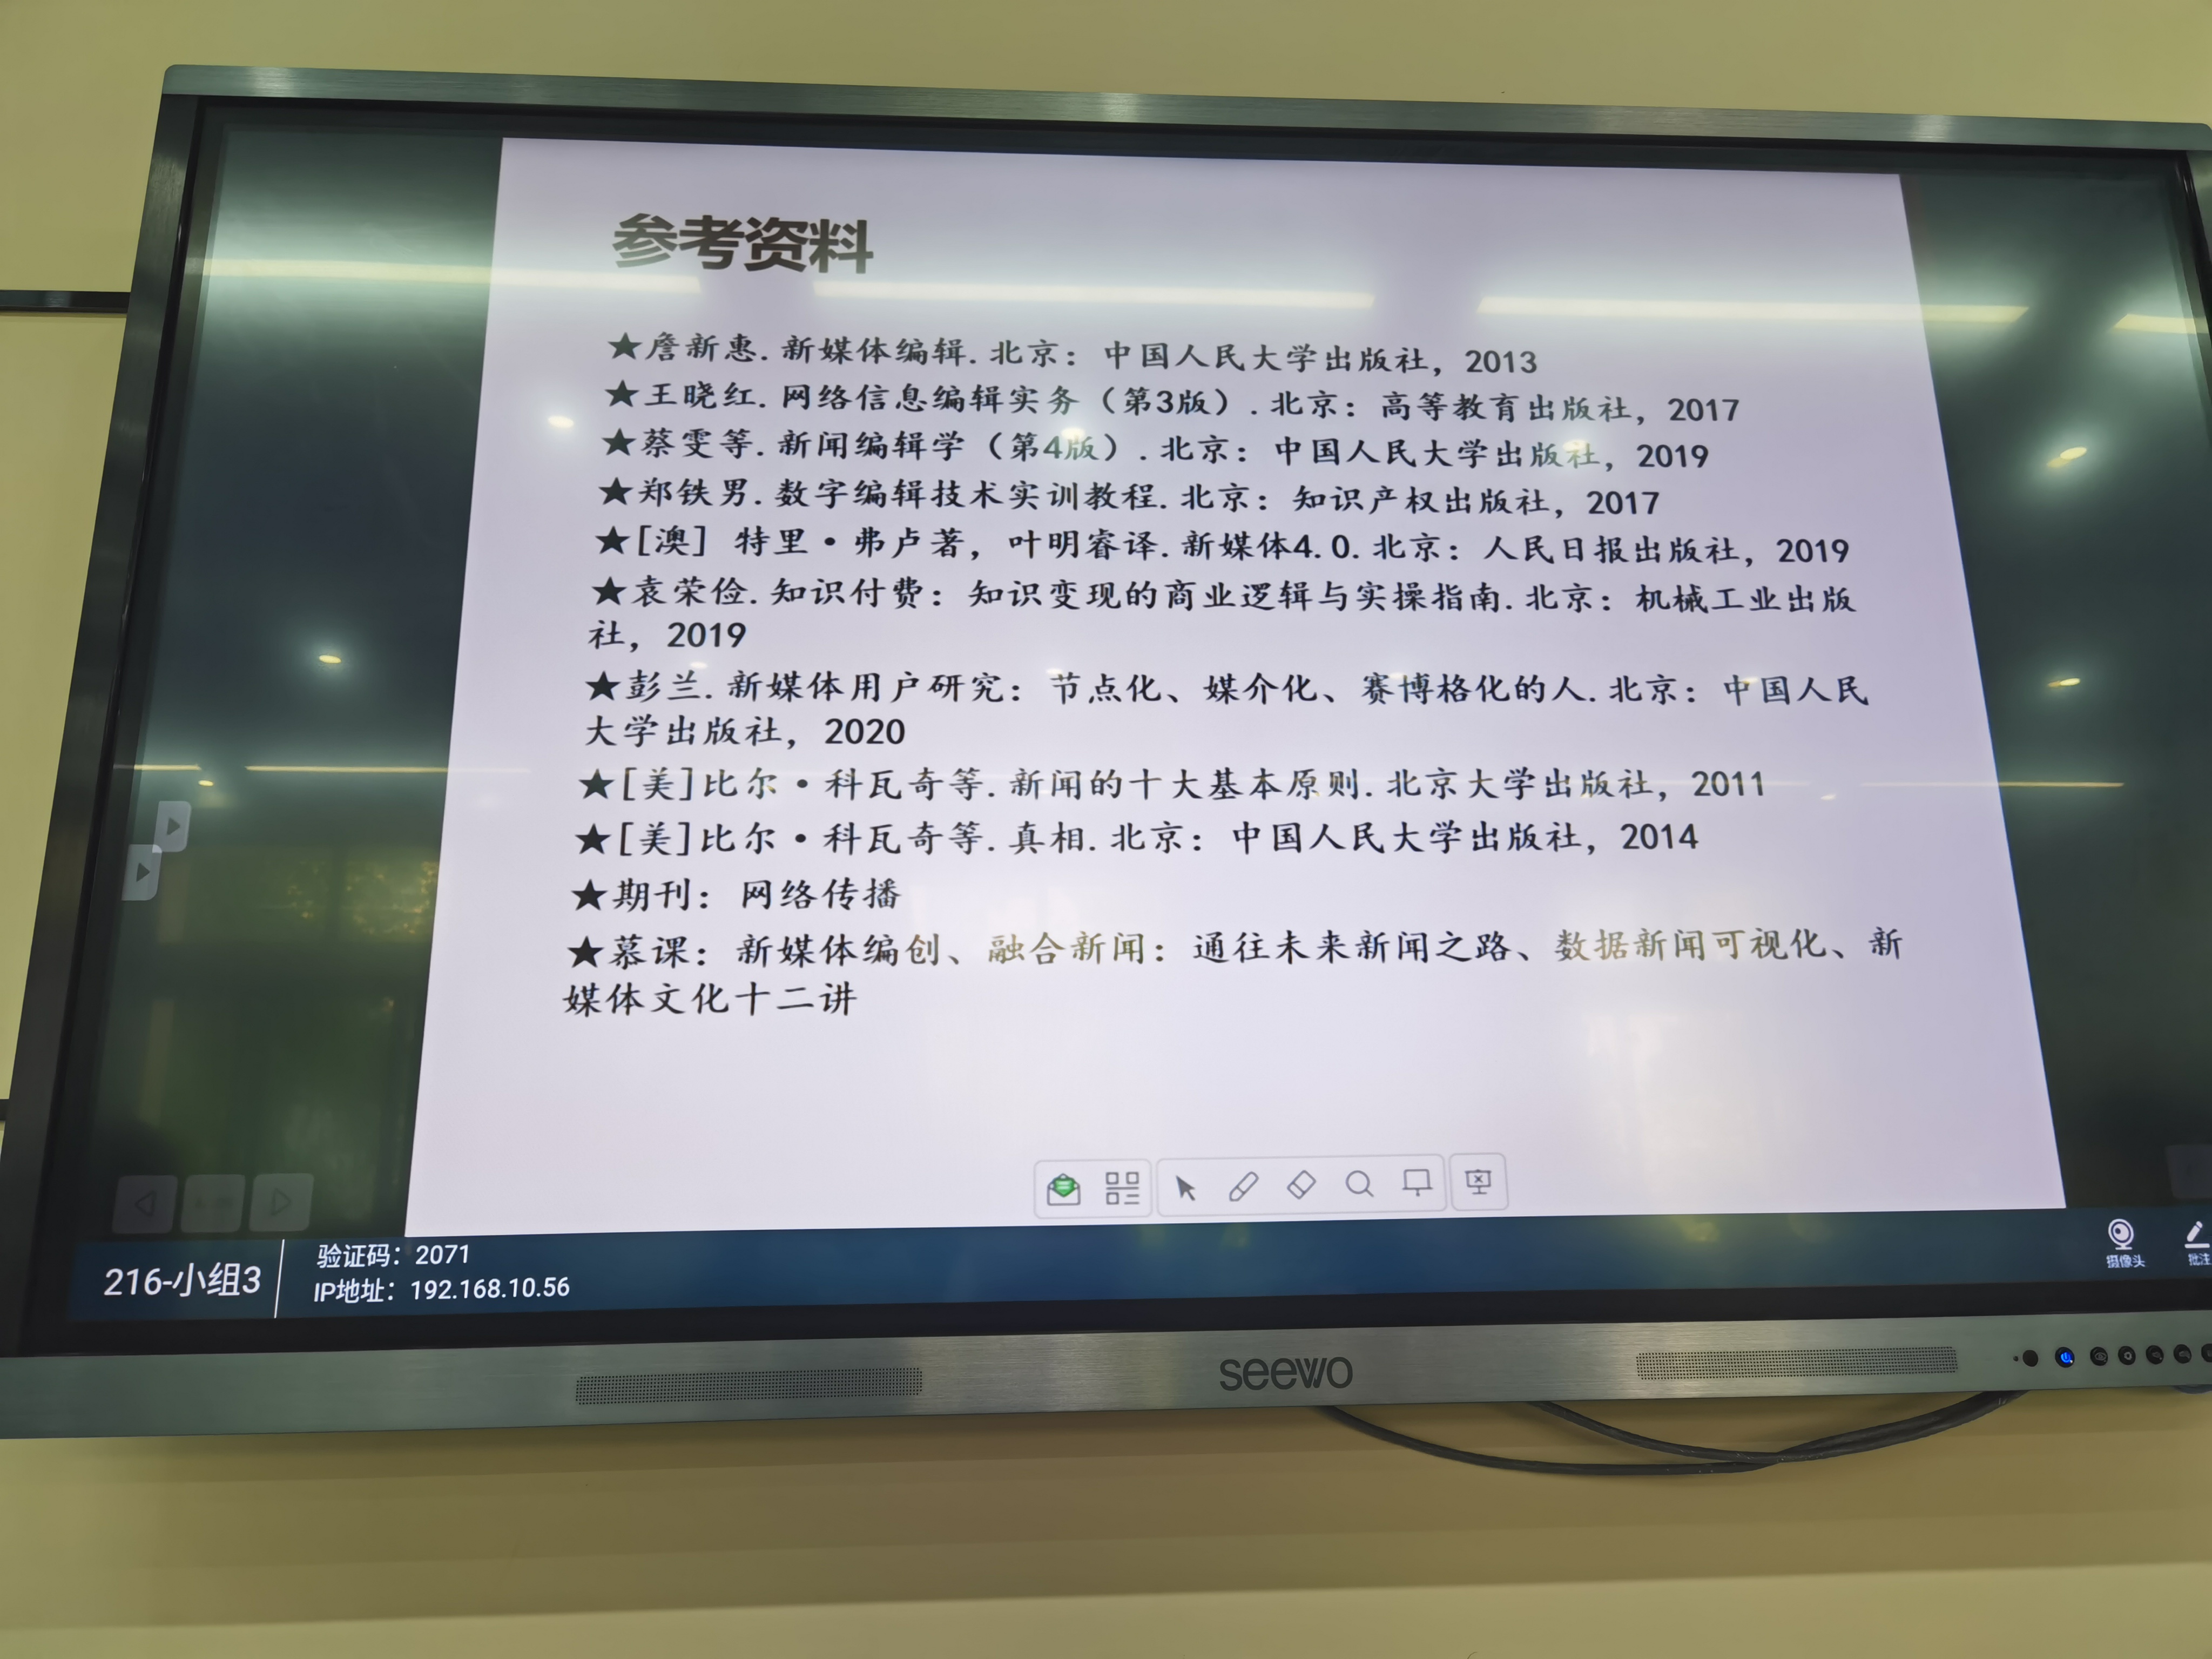 参考资料
★詹新惠.新媒体编辑.北京：中国人民大学出版社，2013
★王晓红.网络信息编辑实务（第3版）.北京：高等教育出版社，2017
★蔡雯等.新闻编辑学（第4版）.北京：中国人民大学出版社，2019
★郑铁男.数字编辑技术实训教程.北京：知识产权出版社，2017
★[澳] 特里·弗卢著，叶明睿译.新媒体4.0.北京：人民日报出版社，2019
★袁荣俭.知识付费：知识变现的商业逻辑与实操指南.北京：机械工业出版
社，2019
★彭兰.新媒体用户研究：节点化、媒介化、赛博格化的人.北京：中国人民
大学出版社，2020
★[美]比尔·科瓦奇等.新闻的十大基本原则.北京大学出版社，2011
★[美]比尔·科瓦奇等.真相.北京：中国人民大学出版社，2014
★期刊：网络传播
★慕课：新媒体编创、融合新闻：通往未来新闻之路、数据新闻可视化、新
媒体文化十二讲
216-小组3
验证码：2071
IP地址：192.168.10.56
摄像头
批注
seewo